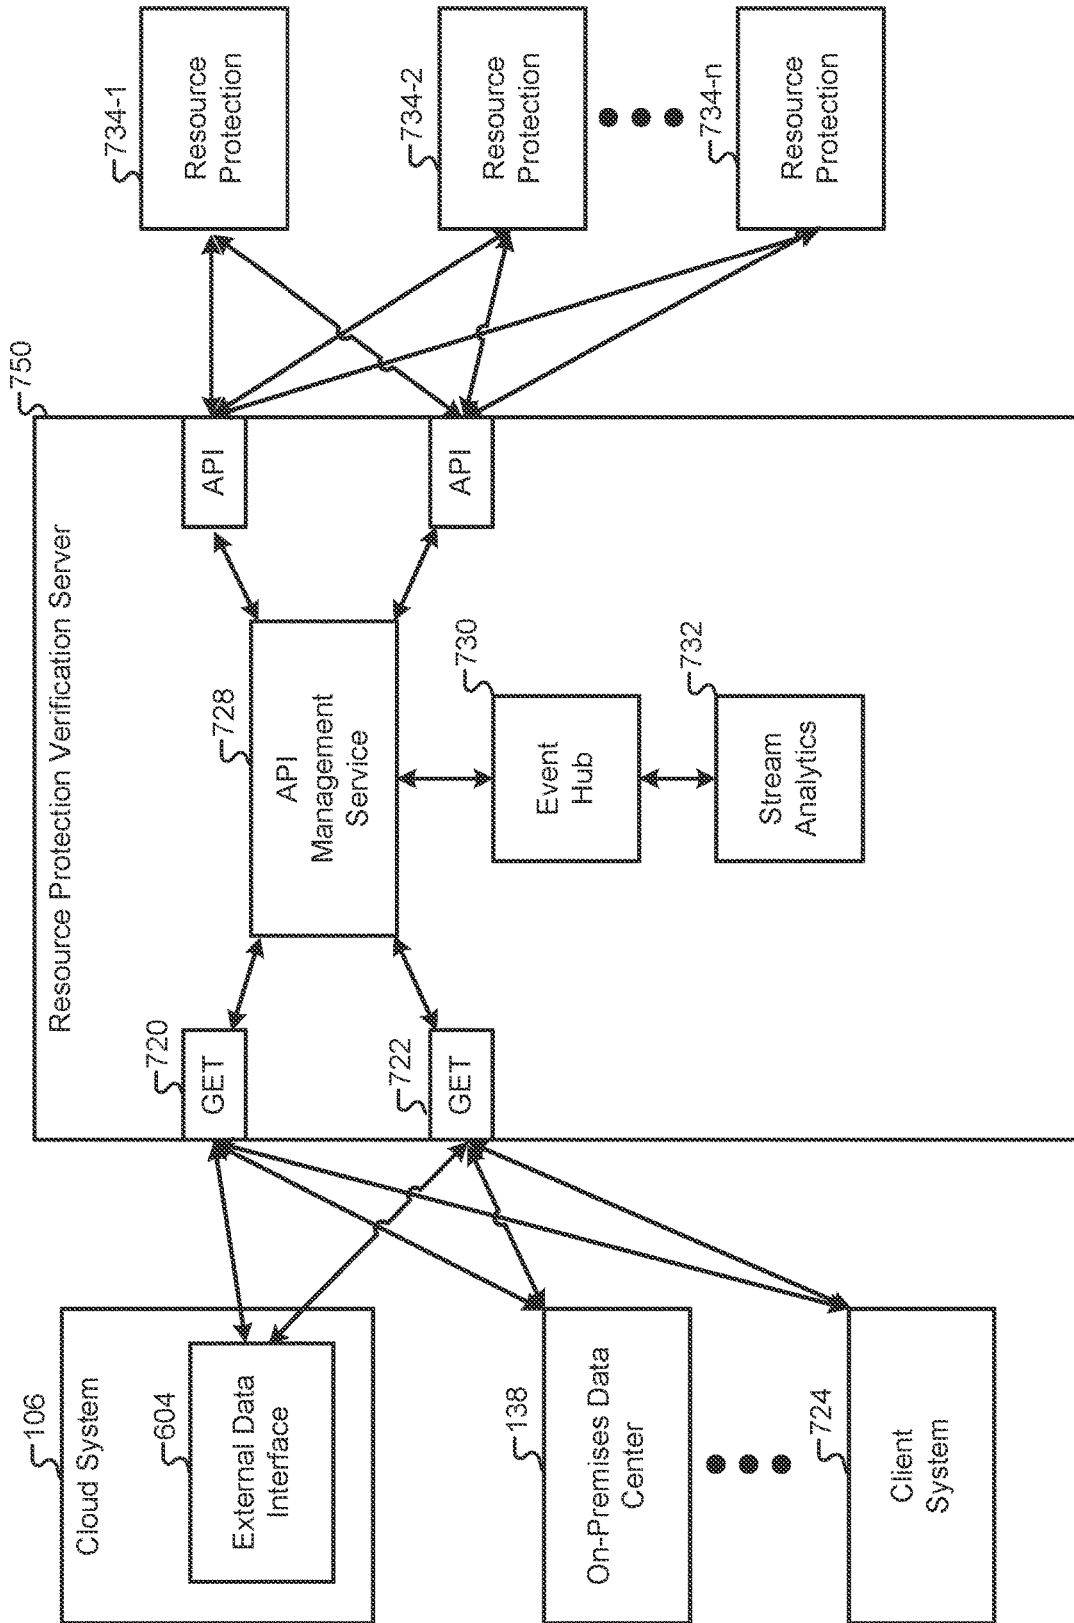 Cloud System
106
External Data
Interface
604
On-Premises Data
Center
138
Client
System
724
750
Resource Protection Verification Server
GET
720
GET
722
API
Management
Service
728
Event
Hub
730
Stream
Analytics
732
API
API
Resource
Protection
734-1
Resource
Protection
734-2
Resource
Protection
734-n